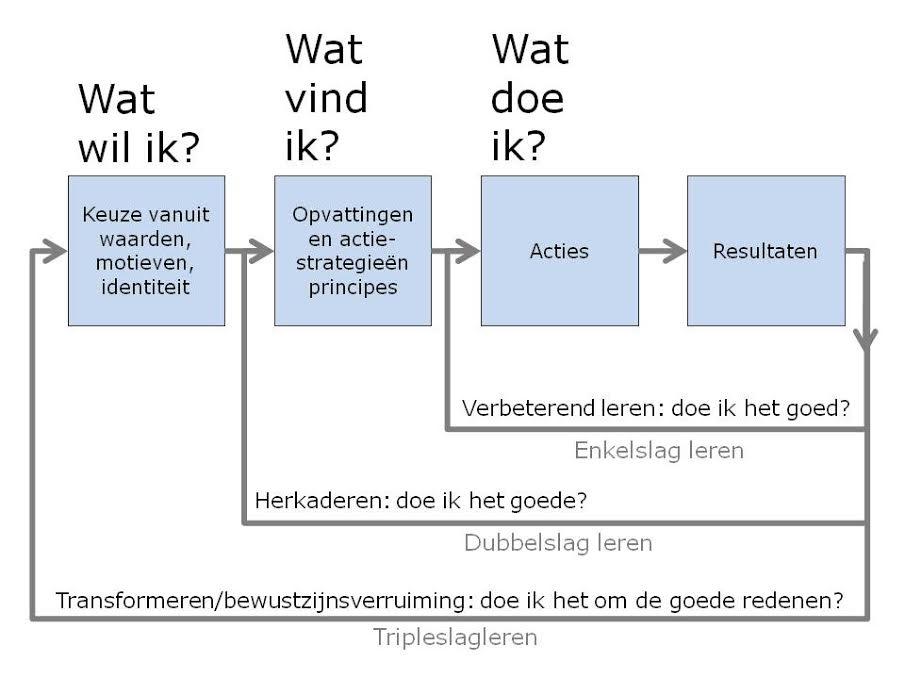 Wat
wil ik?
Wat
vind
ik?
Wat
doe
ik?
Keuze vanuit
waarden,
motieven,
identiteit
Opvattingen
en actie-
strategieën
principes
Acties
Resultaten
Verbeterend leren: doe ik het goed?
Enkelslag leren
Herkaderen: doe ik het goede?
Dubbelslag leren
Transformeren/bewustzijnsverruiming: doe ik het om de goede redenen?
Tripleslagleren